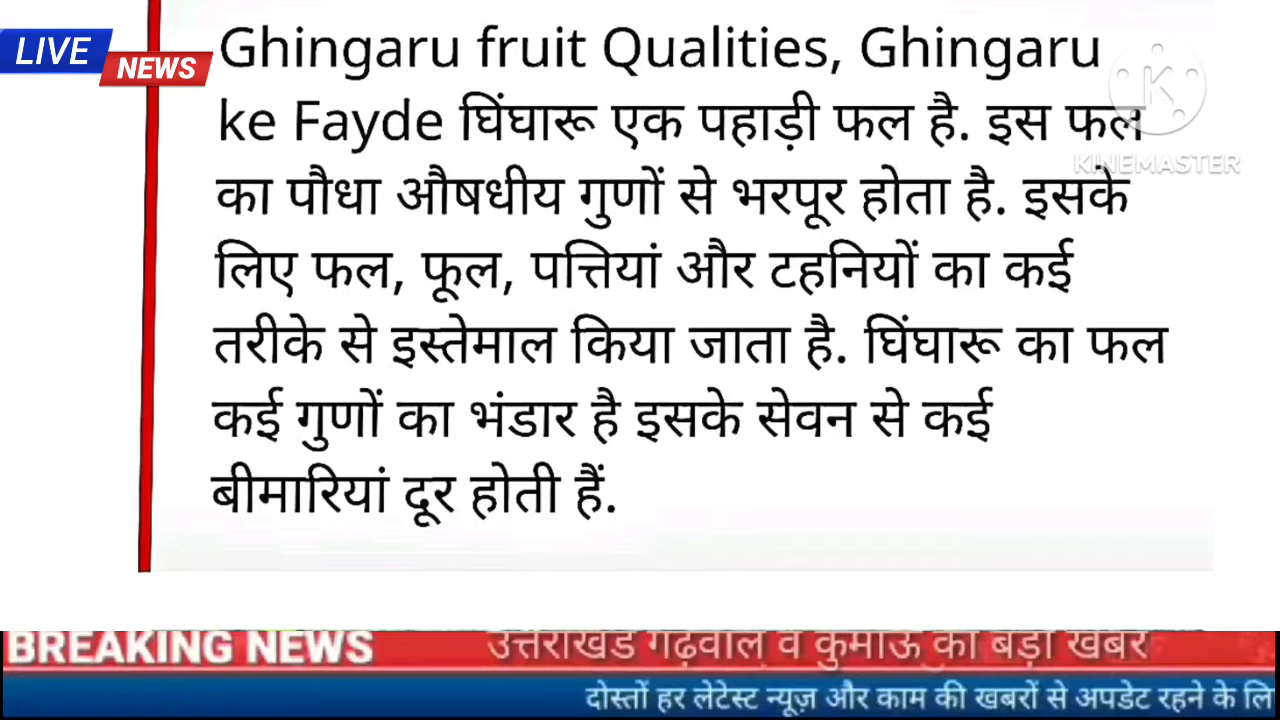 LIVE
NEWS
Ghingaru fruit Qualities, Ghingaru
ke Fayde घिंघारू एक पहाड़ी फल है. इस फल
का पौधा औषधीय गुणों से भरपूर होता है. इसके
लिए फल, फूल, पत्तियां और टहनियों का कई
तरीके से इस्तेमाल किया जाता है. घिंघारू का फल
कई गुणों का भंडार है इसके सेवन से कई
बीमारियां दूर होती हैं.
KINEMASTER
BREAKING NEWS
उत्तराखंड गढ़वाल व कुमाऊ की बड़ी खबर
दोस्तों हर लेटेस्ट न्यूज़ और काम की खबरों से अपडेट रहने के लि